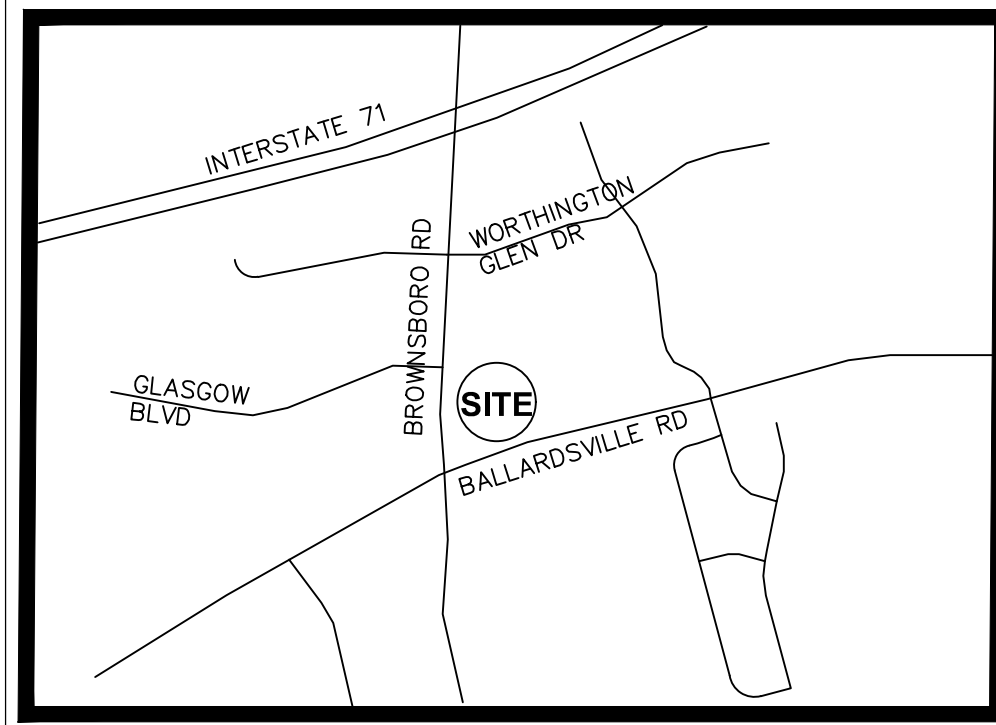 INTERSTATE 71
WORTHINGTON
GLEN DR
BROWNSBORO RD
GLASGOW
BLVD
SITE
BALLARDSVILLE RD